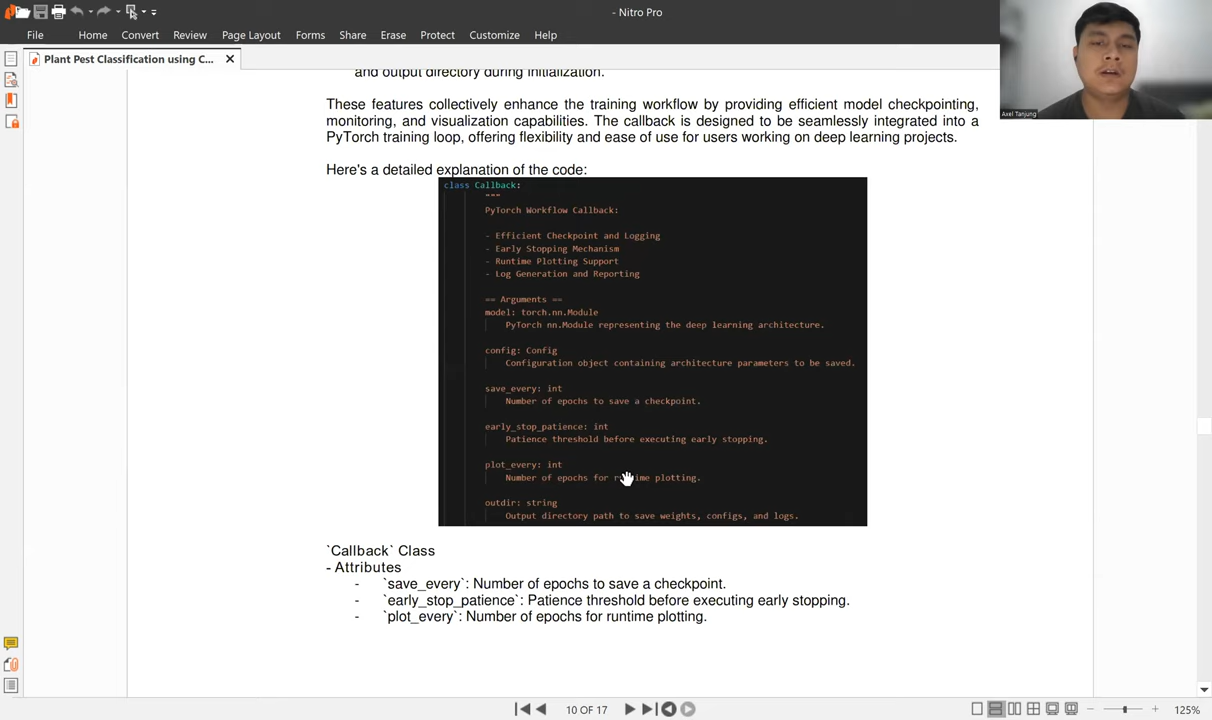 - Nitro Pro
File
Home
Convert
Review
Page Layout
Forms
Share
Erase
Protect
Customize
Help
Plant Pest Classification using C...
Axel Tanjung
and output directory during initialization.
These features collectively enhance the training workflow by providing efficient model checkpointing,
monitoring, and visualization capabilities. The callback is designed to be seamlessly integrated into a
PyTorch training loop, offering flexibility and ease of use for users working on deep learning projects.
Here's a detailed explanation of the code:
class Callback:
"""
PyTorch Workflow Callback:
- Efficient Checkpoint and Logging
- Early Stopping Mechanism
- Runtime Plotting Support
- Log Generation and Reporting
== Arguments ==
model: torch.nn.Module
PyTorch nn.Module representing the deep learning architecture.
config: Config
Configuration object containing architecture parameters to be saved.
save_every: int
Number of epochs to save a checkpoint.
early_stop_patience: int
Patience threshold before executing early stopping.
plot_every: int
Number of epochs for runtime plotting.
outdir: string
Output directory path to save weights, configs, and logs.
`Callback` Class
- Attributes
- `save_every`: Number of epochs to save a checkpoint.
- `early_stop_patience`: Patience threshold before executing early stopping.
- `plot_every`: Number of epochs for runtime plotting.
10 OF 17
125%